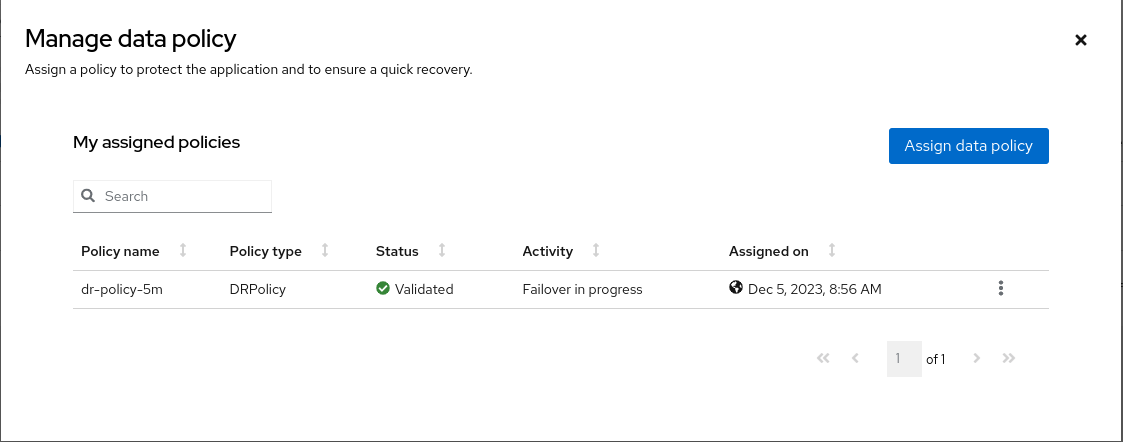 Manage data policy
Assign a policy to protect the application and to ensure a quick recovery.
My assigned policies
Assign data policy
Search
Policy name Policy type Status Activity Assigned on
dr-policy-5m DRPolicy Validated Failover in progress Dec 5, 2023, 8:56 AM
1 of 1